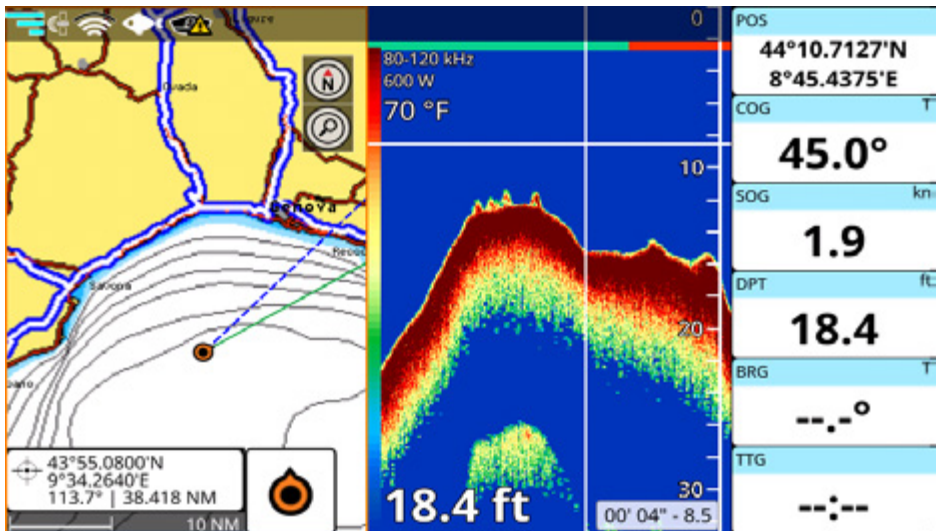 Ovada
N
Genova
Savona
43°55.0800'N
9°34.2640'E
113.7° | 38.418 NM
10 NM
0
80-120 kHz
600 W
70 °F
10
20
30
18.4 ft
00' 04" - 8.5
POS
44°10.7127'N
8°45.4375'E
COG T
45.0°
SOG kn
1.9
DPT ft
18.4
BRG T
--.-°
TTG
--:--